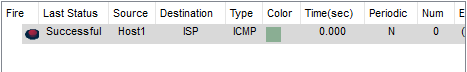 Fire Last Status Source Destination Type Color Time(sec) Periodic Num E
Successful Host1 ISP ICMP 0.000 N 0 (